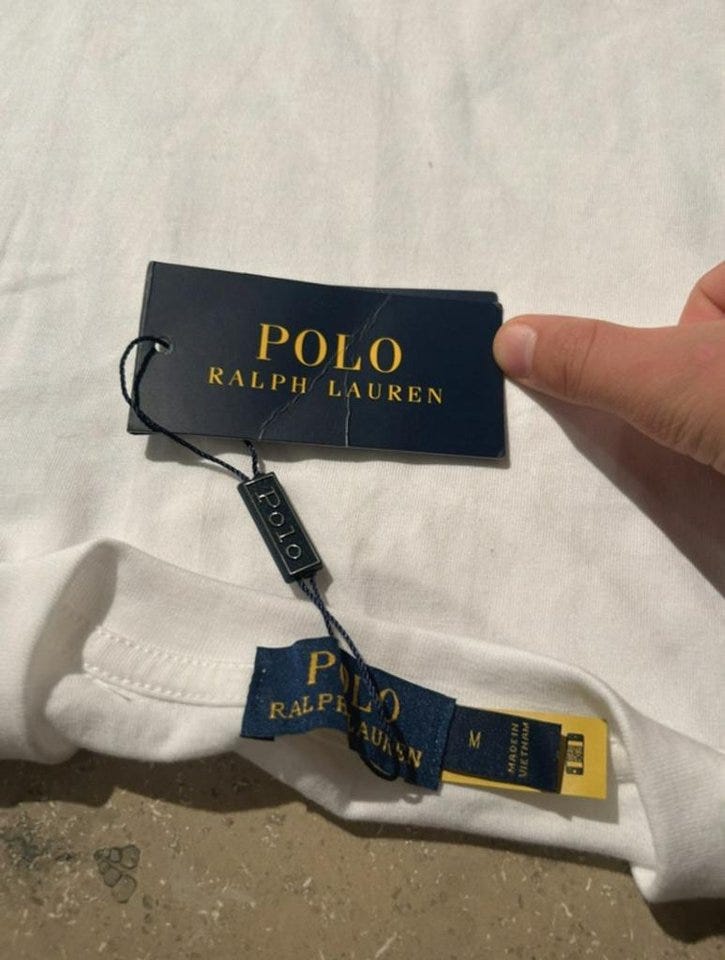 POLO
RALPH LAUREN
Polo
POLO
RALPH LAUREN
M
MADE IN
VIETNAM